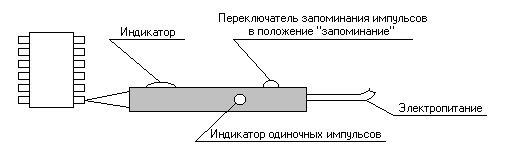 Индикатор
Переключатель запоминания импульсов
в положение "запоминание"
Электропитание
Индикатор одиночных импульсов